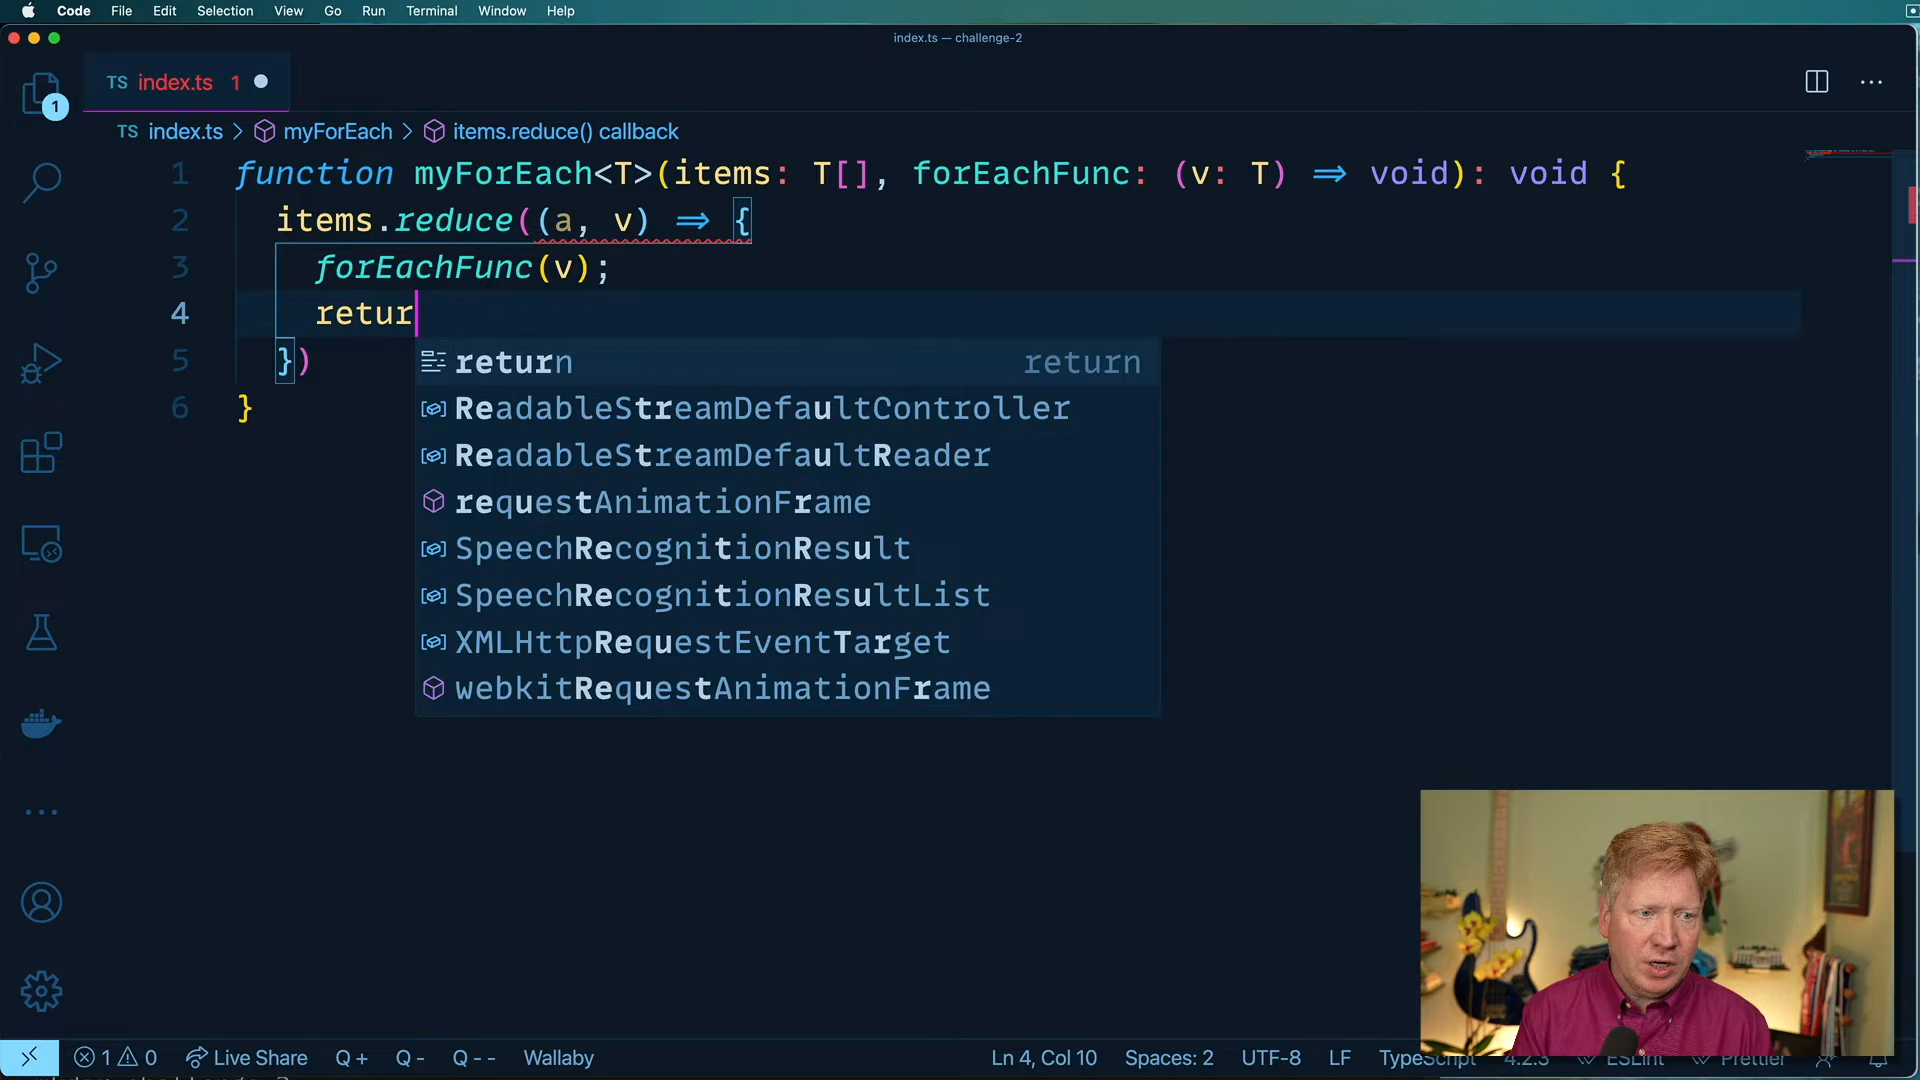 Code File Edit Selection View Go Run Terminal Window Help
index.ts — challenge-2
TS index.ts 1
1
TS index.ts > myForEach > items.reduce() callback
1 function myForEach<T>(items: T[], forEachFunc: (v: T) => void): void {
2 items.reduce((a, v) => {
3 forEachFunc(v);
4 retur
return return
5 })
ReadableStreamDefaultController
6 }
ReadableStreamDefaultReader
requestAnimationFrame
SpeechRecognitionResult
SpeechRecognitionResultList
XMLHttpRequestEventTarget
webkitRequestAnimationFrame
1 0 Live Share Q+ Q- Q-- Wallaby Ln 4, Col 10 Spaces: 2 UTF-8 LF TypeScript 4.2.3 ESLint Prettier